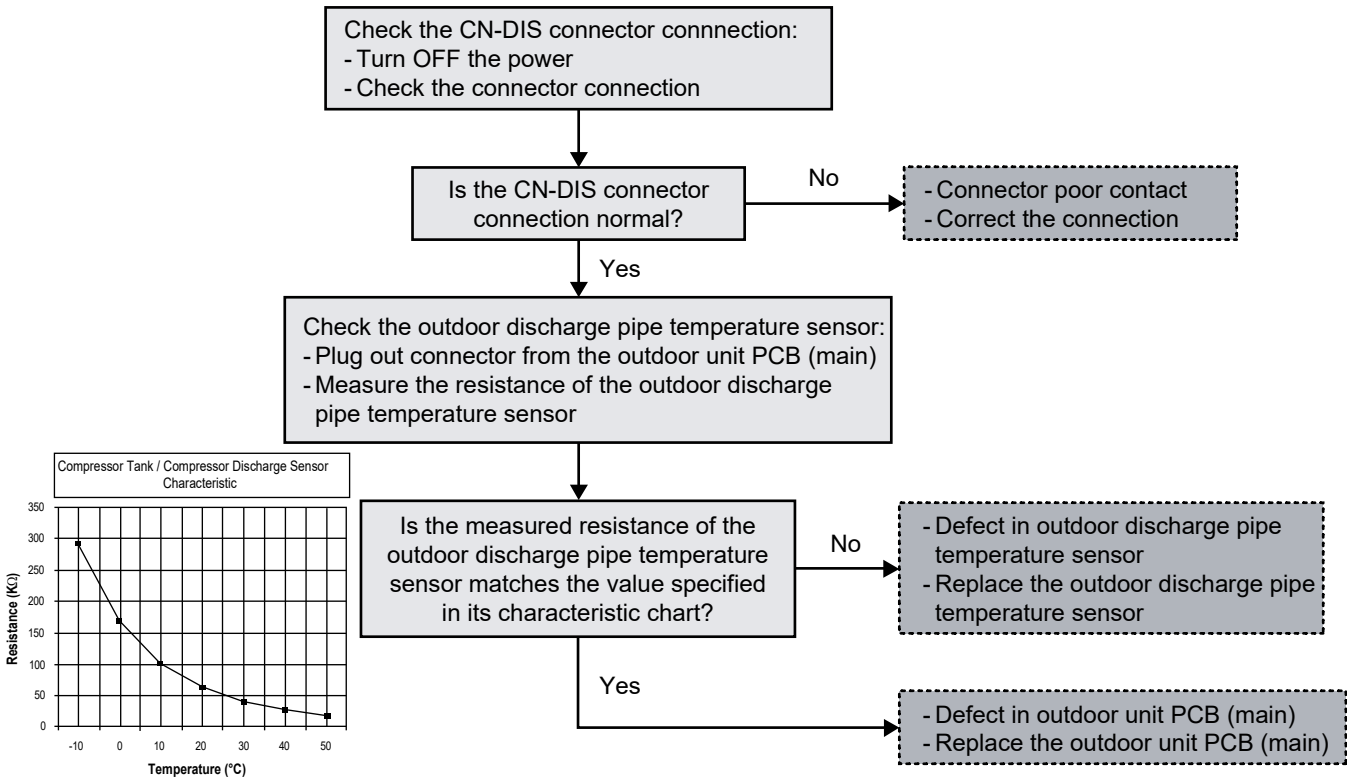 Check the CN-DIS connector connnection:
- Turn OFF the power
- Check the connector connection
Is the CN-DIS connector
connection normal?
No
- Connector poor contact
- Correct the connection
Yes
Check the outdoor discharge pipe temperature sensor:
- Plug out connector from the outdoor unit PCB (main)
- Measure the resistance of the outdoor discharge
pipe temperature sensor
Is the measured resistance of the
outdoor discharge pipe temperature
sensor matches the value specified
in its characteristic chart?
No
- Defect in outdoor discharge pipe
temperature sensor
- Replace the outdoor discharge pipe
temperature sensor
Yes
- Defect in outdoor unit PCB (main)
- Replace the outdoor unit PCB (main)
Compressor Tank / Compressor Discharge Sensor
Characteristic
Resistance (KΩ)
350
300
250
200
150
100
50
0
-10 0 10 20 30 40 50
Temperature (°C)